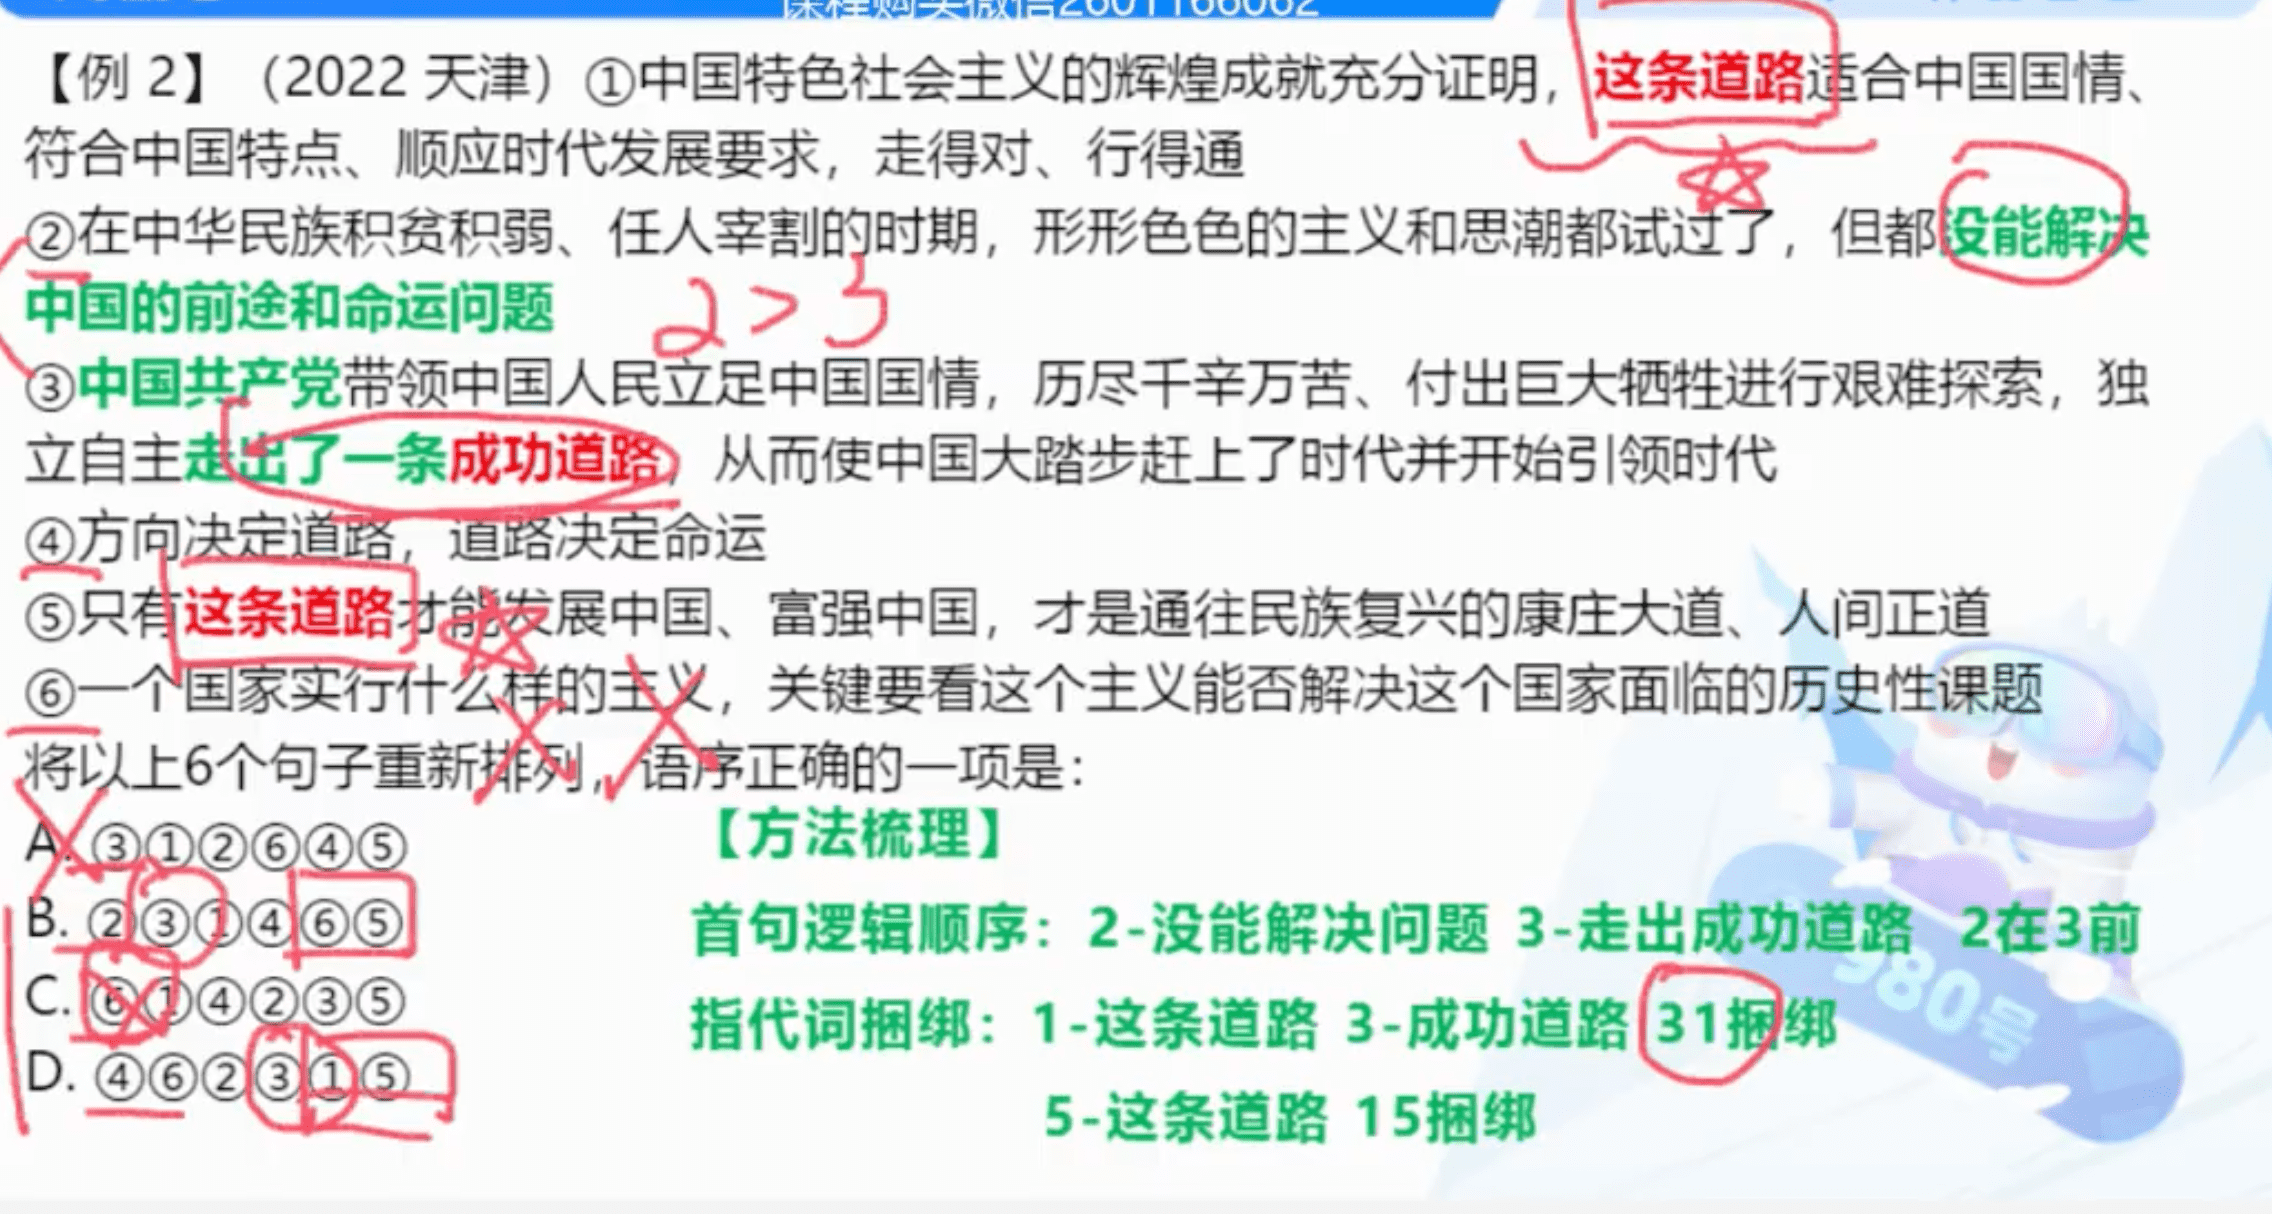 课程购买微信2601166062
【例 2】（2022 天津）①中国特色社会主义的辉煌成就充分证明，这条道路适合中国国情、
符合中国特点、顺应时代发展要求，走得对、行得通
②在中华民族积贫积弱、任人宰割的时期，形形色色的主义和思潮都试过了，但都没能解决
中国的前途和命运问题
2>3
③中国共产党带领中国人民立足中国国情，历尽千辛万苦、付出巨大牺牲进行艰难探索，独
立自主走出了一条成功道路，从而使中国大踏步赶上了时代并开始引领时代
④方向决定道路，道路决定命运
⑤只有这条道路才能发展中国、富强中国，才是通往民族复兴的康庄大道、人间正道
⑥一个国家实行什么样的主义，关键要看这个主义能否解决这个国家面临的历史性课题
将以上6个句子重新排列，语序正确的一项是：
A. ③①②⑥④⑤
B. ②③①④⑥⑤
C. ⑥①④②③⑤
D. ④⑥②③①⑤
【方法梳理】
首句逻辑顺序：2-没能解决问题 3-走出成功道路 2在3前
指代词捆绑：1-这条道路 3-成功道路 31捆绑
5-这条道路 15捆绑
980号